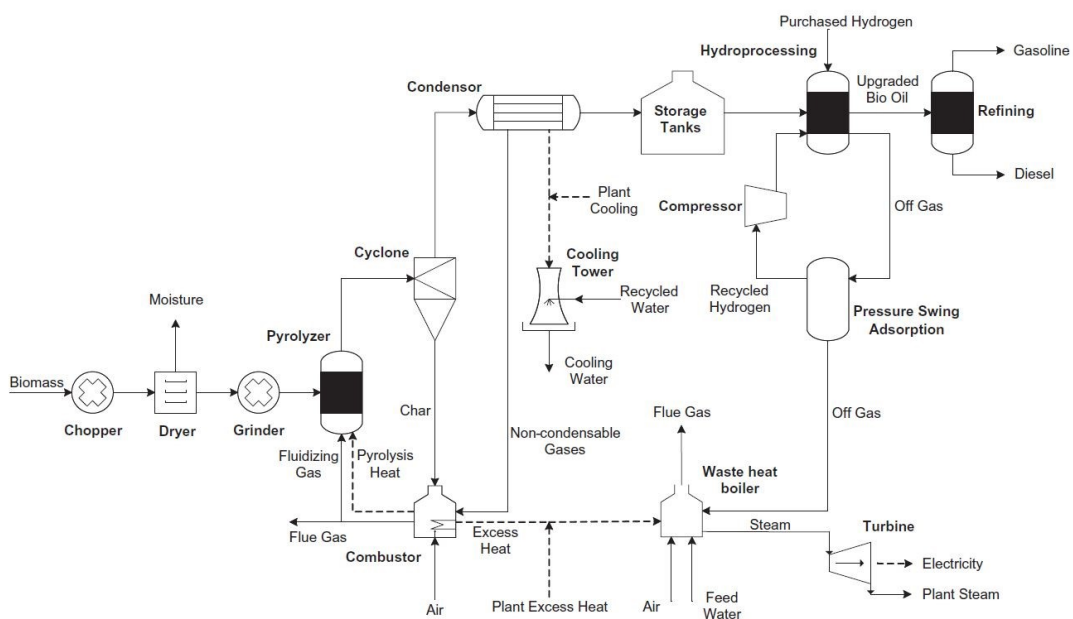 Purchased Hydrogen
Hydroprocessing
Gasoline
Upgraded
Bio Oil
Condensor
Storage
Tanks
Refining
Diesel
Plant
Cooling
Compressor
Off Gas
Cyclone
Cooling
Tower
Recycled
Hydrogen
Moisture
Recycled
Water
Pressure Swing
Adsorption
Pyrolyzer
Cooling
Water
Biomass
Char
Flue Gas
Off Gas
Chopper
Dryer
Grinder
Non-condensable
Gases
Fluidizing
Gas
Pyrolysis
Heat
Waste heat
boiler
Steam
Turbine
Flue Gas
Excess
Heat
Combustor
Electricity
Plant Steam
Air
Plant Excess Heat
Air
Feed
Water